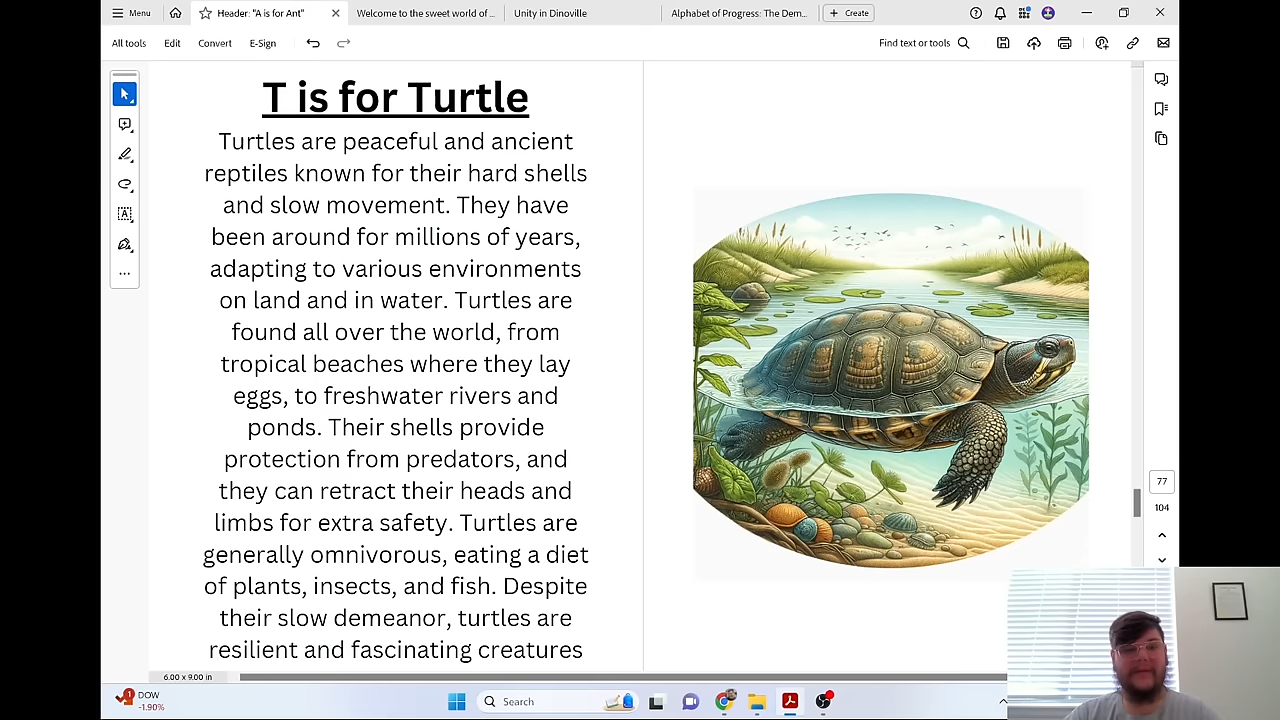 Menu
Header: "A is for Ant"
Welcome to the sweet world of ...
Unity in Unoville
Alphabet of Progress: The Dem...
Create
All tools
Edit
Convert
E-Sign
Find text or tools
T is for Turtle
Turtles are peaceful and ancient
reptiles known for their hard shells
and slow movement. They have
been around for millions of years,
adapting to various environments
on land and in water. Turtles are
found all over the world, from
tropical beaches where they lay
eggs, to freshwater rivers and
ponds. Their shells provide
protection from predators, and
they can retract their heads and
limbs for extra safety. Turtles are
generally omnivorous, eating a diet
of plants, insects, and fish. Despite
their slow demeanor, turtles are
resilient and fascinating creatures
77
104
6.00 x 9.00 in
1
DOW
-1.90%
Search